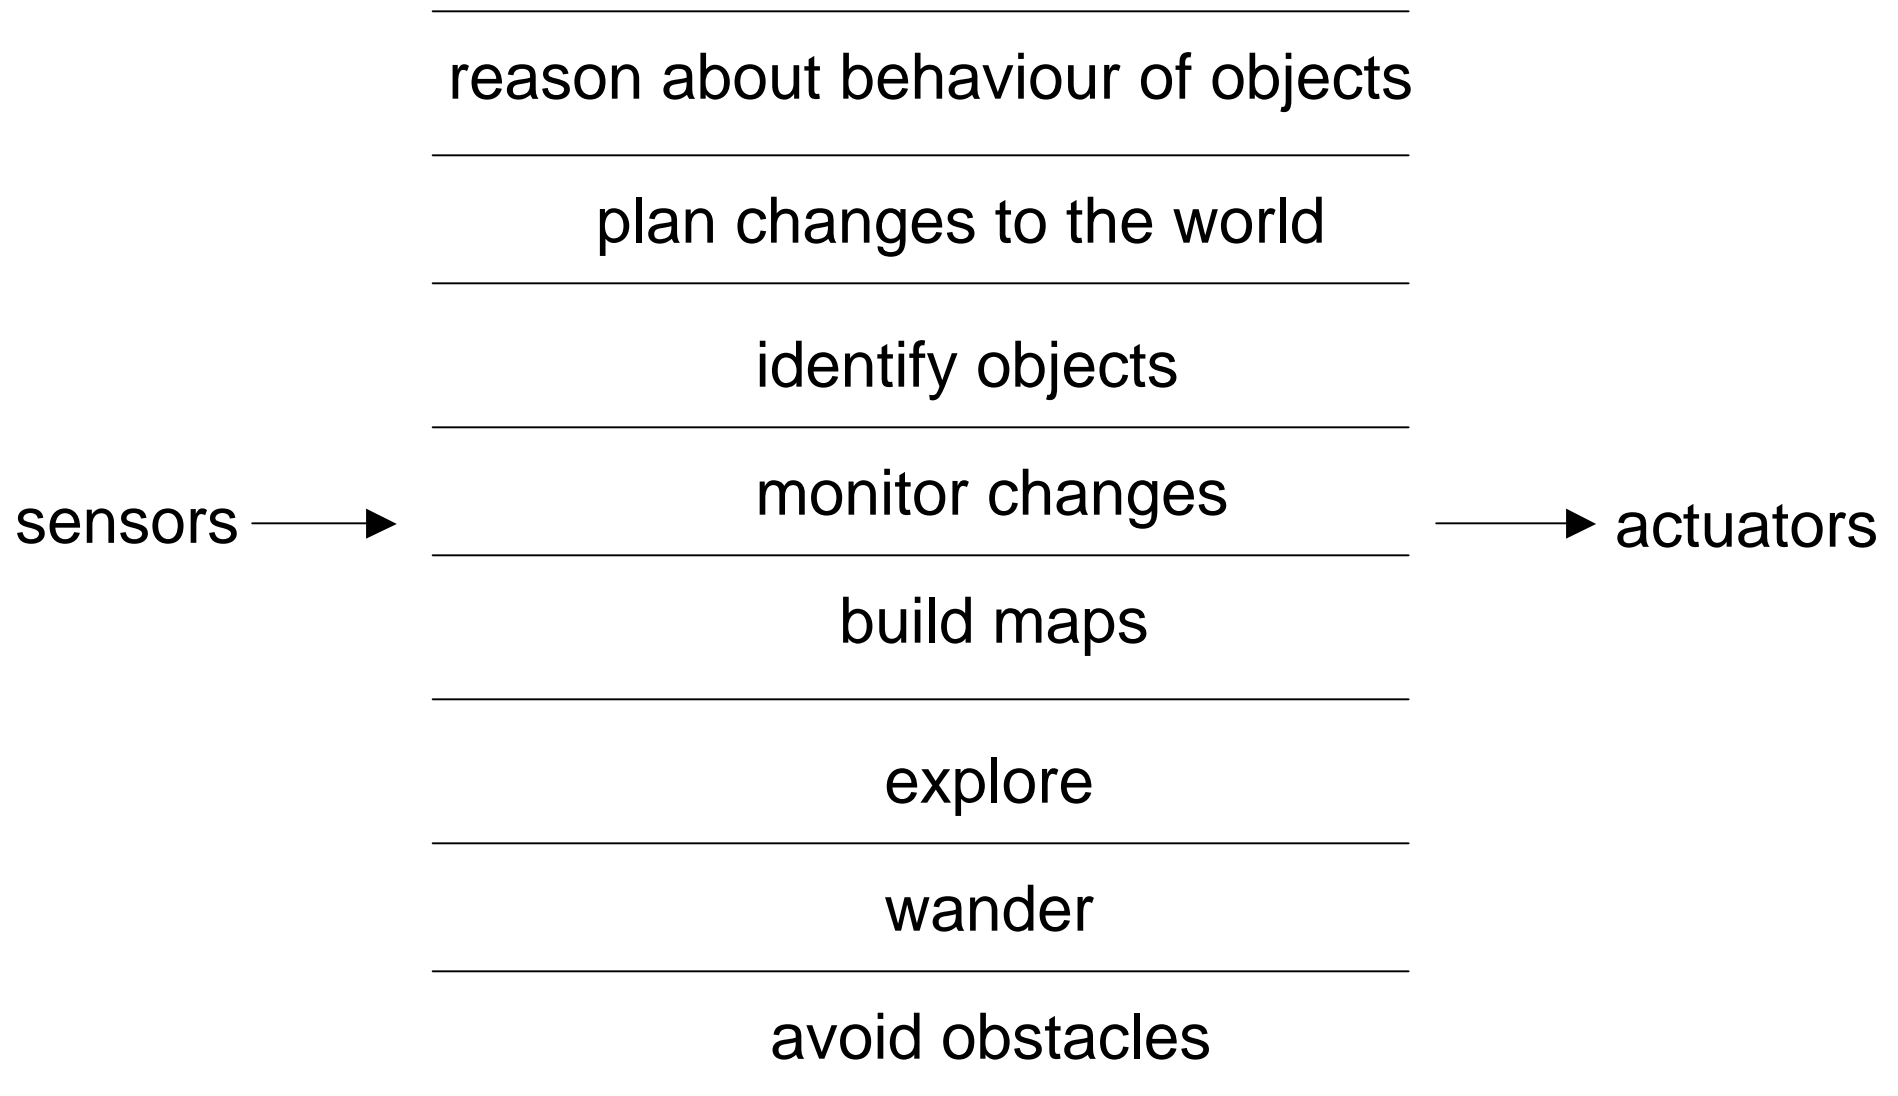 reason about behaviour of objects
plan changes to the world
identify objects
monitor changes
sensors
actuators
build maps
explore
wander
avoid obstacles